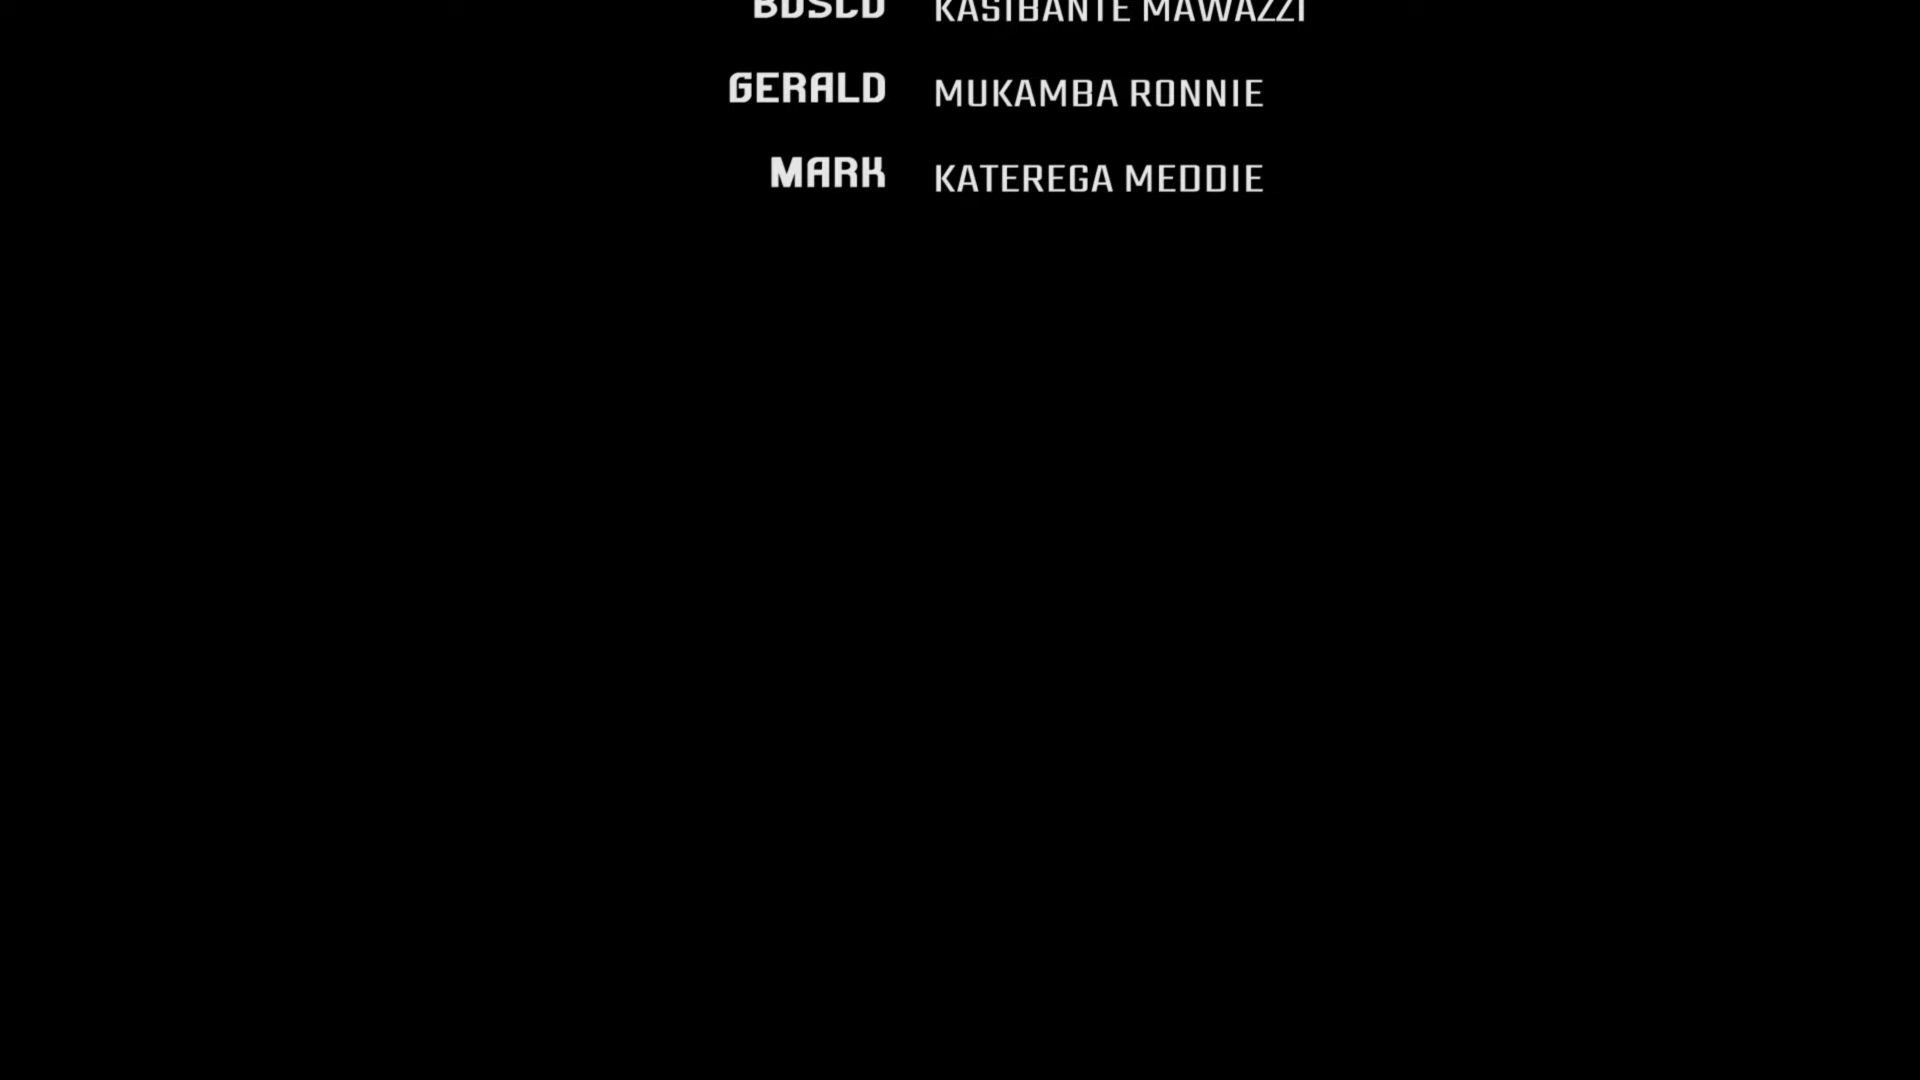 BOSCO KASIBANTE MAWAZZI
GERALD MUKAMBA RONNIE
MARK KATEREGA MEDDIE